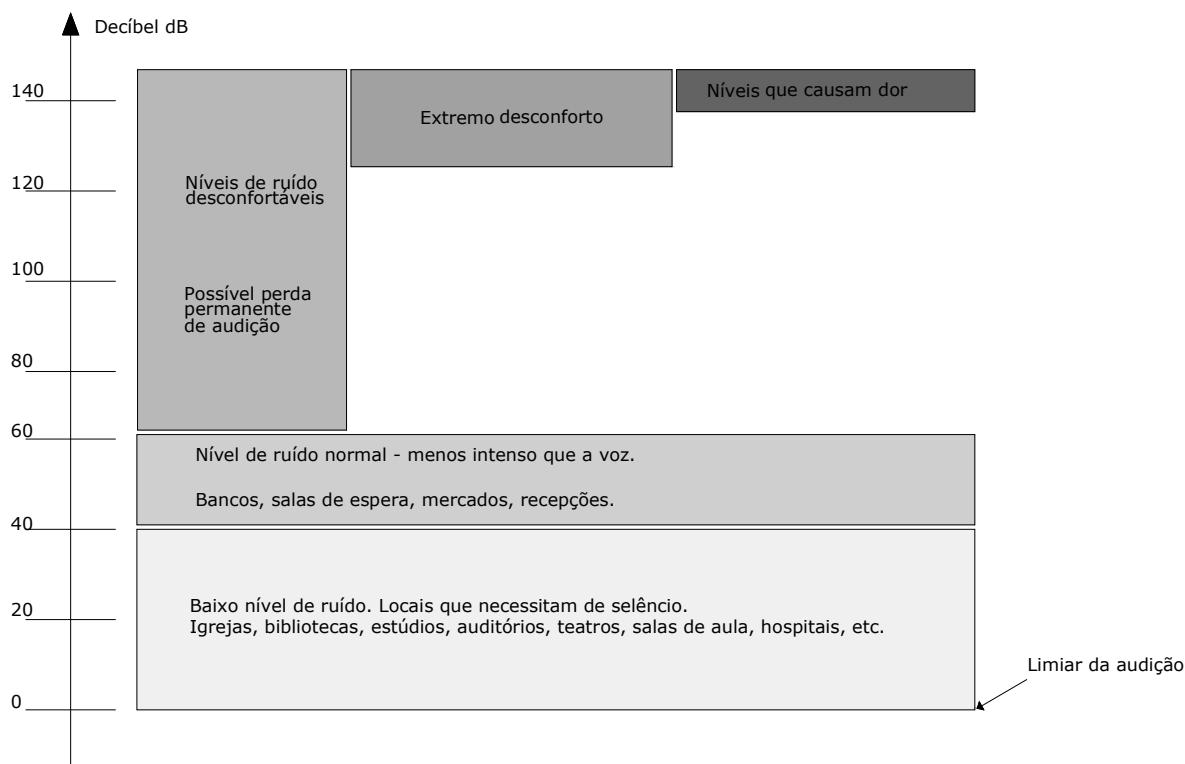 Decíbel dB
140
Níveis que causam dor
Extremo desconforto
120
Níveis de ruído
desconfortáveis
100
Possível perda
permanente
de audição
80
60
Nível de ruído normal - menos intenso que a voz.
Bancos, salas de espera, mercados, recepções.
40
20
Baixo nível de ruído. Locais que necessitam de selêncio.
Igrejas, bibliotecas, estúdios, auditórios, teatros, salas de aula, hospitais, etc.
Limiar da audição
0